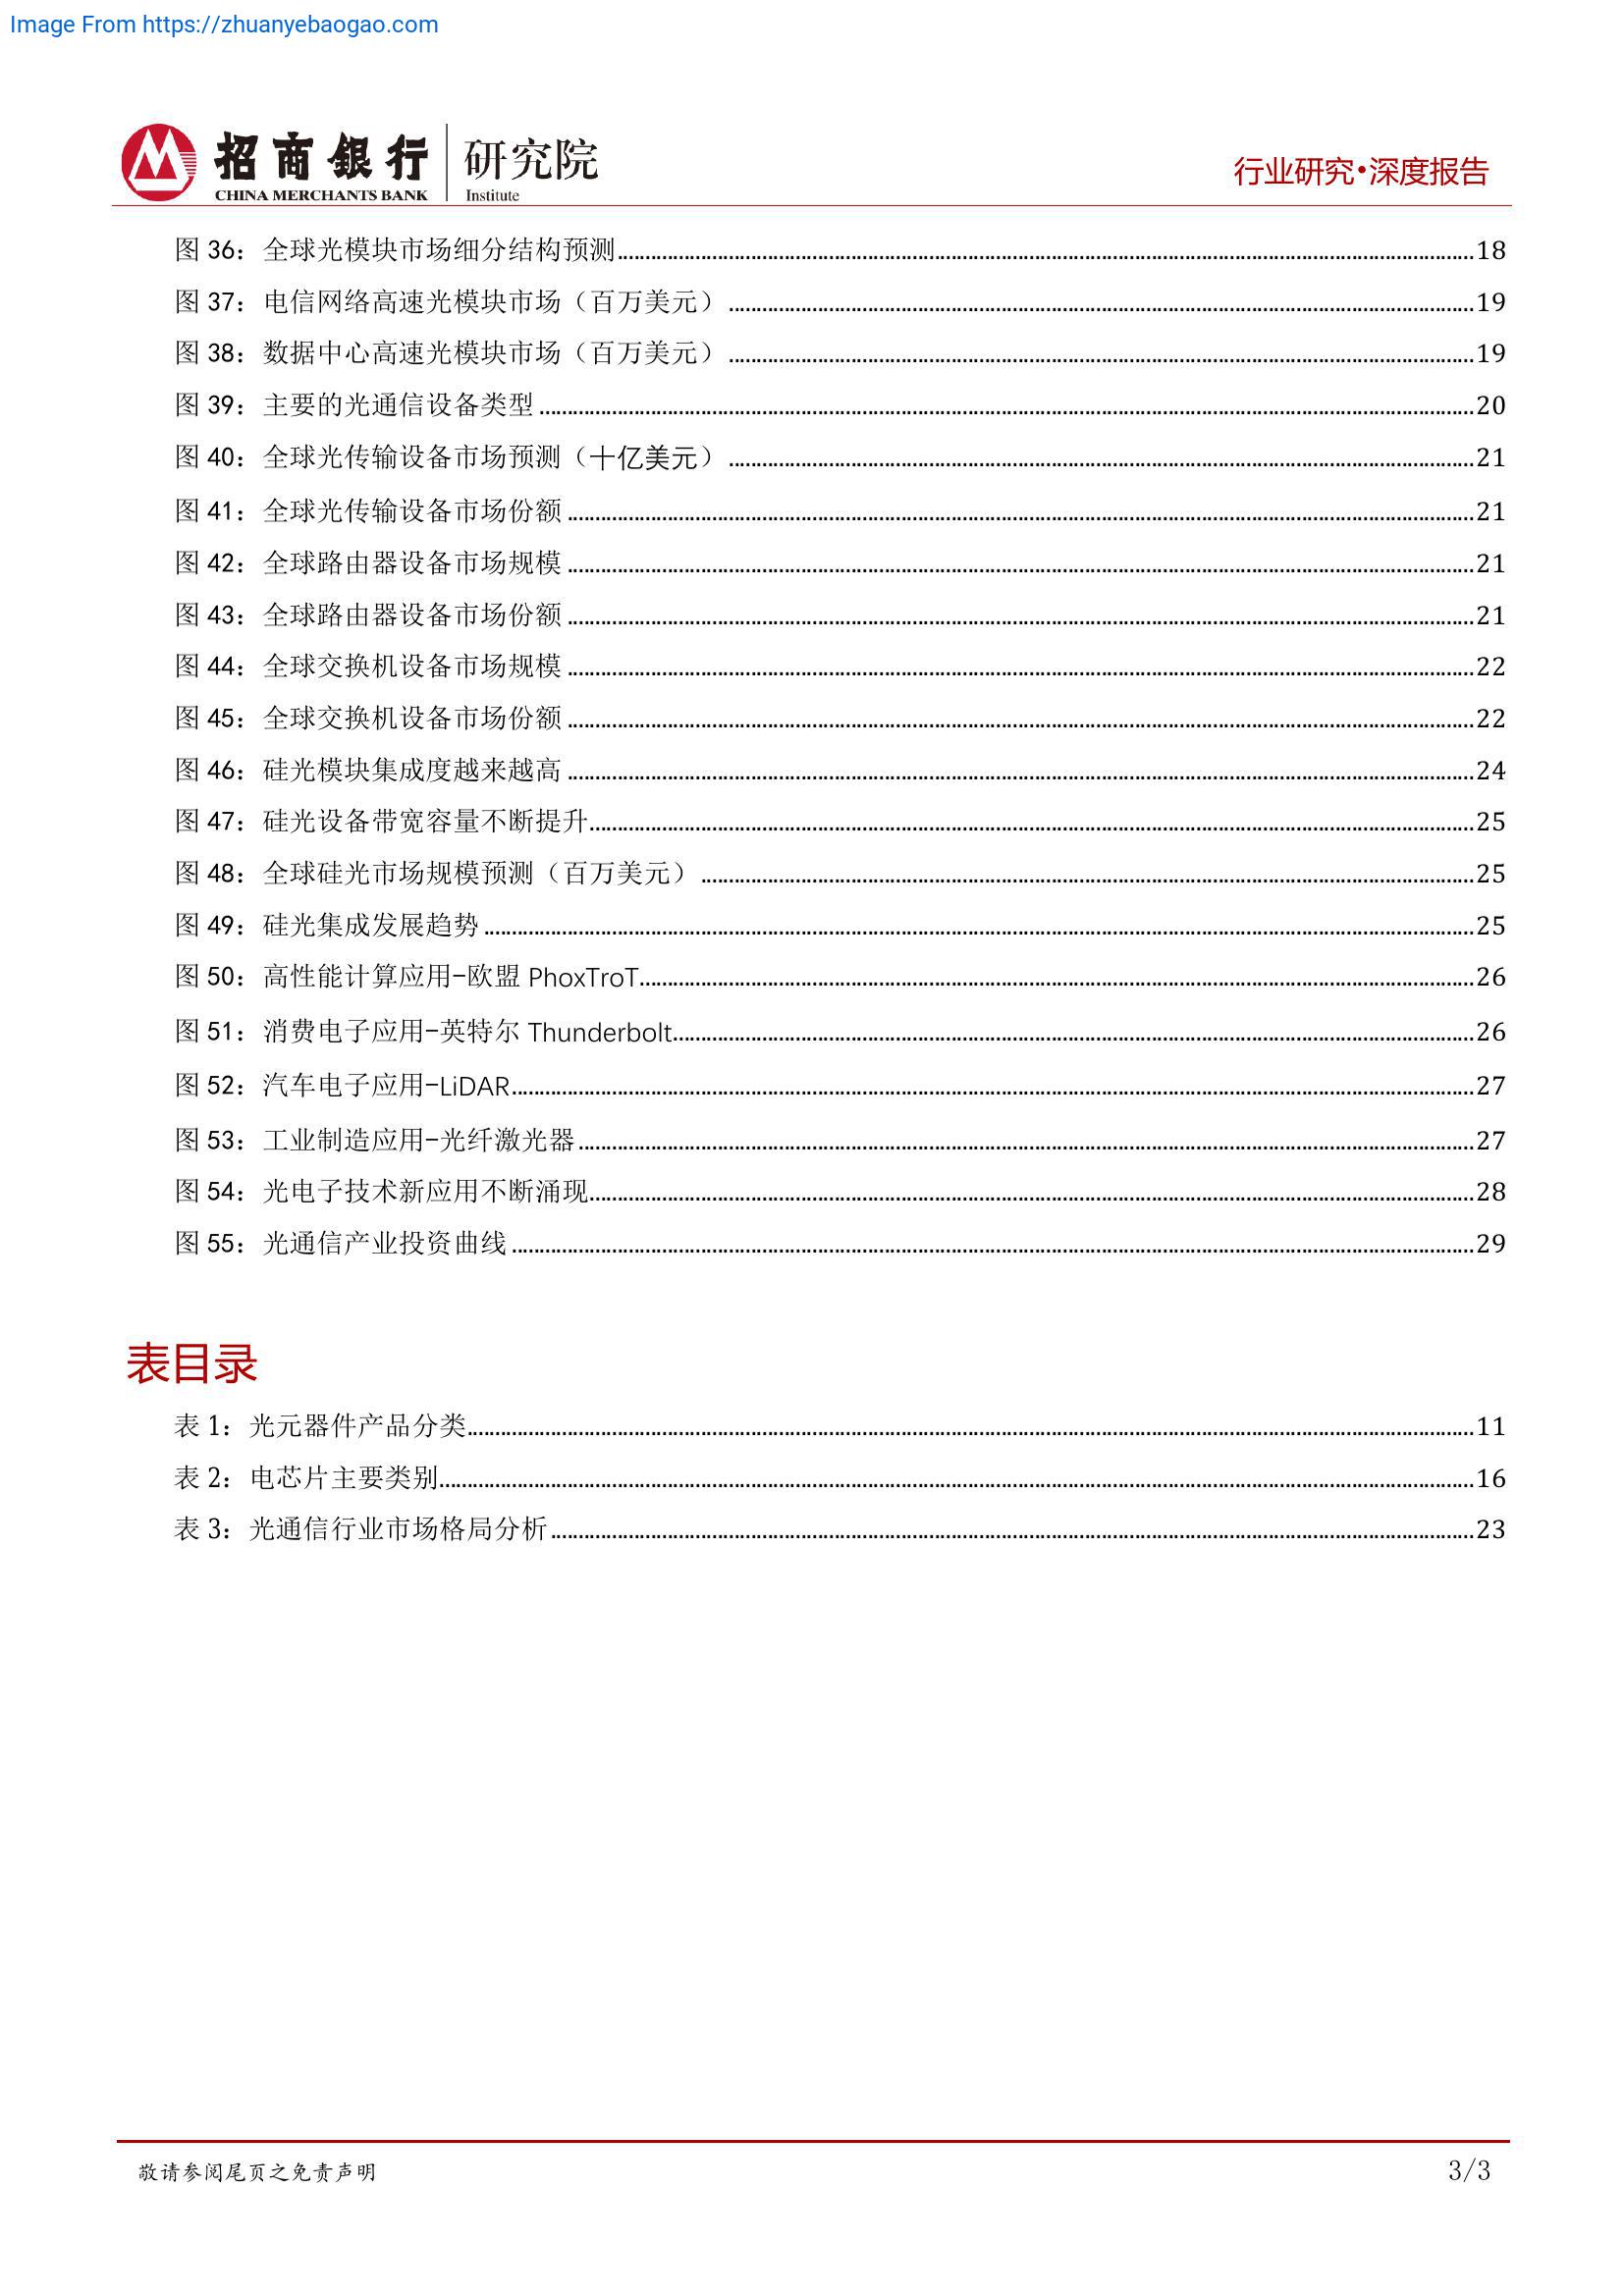 Image From https://zhuanyebaogao.com
招商銀行 研究院
CHINA MERCHANTS BANK Institute
行业研究•深度报告
图 36：全球光模块市场细分结构预测 18
图 37：电信网络高速光模块市场（百万美元） 19
图 38：数据中心高速光模块市场（百万美元） 19
图 39：主要的光通信设备类型 20
图 40：全球光传输设备市场预测（十亿美元） 21
图 41：全球光传输设备市场份额 21
图 42：全球路由器设备市场规模 21
图 43：全球路由器设备市场份额 21
图 44：全球交换机设备市场规模 22
图 45：全球交换机设备市场份额 22
图 46：硅光模块集成度越来越高 24
图 47：硅光设备带宽容量不断提升 25
图 48：全球硅光市场规模预测（百万美元） 25
图 49：硅光集成发展趋势 25
图 50：高性能计算应用-欧盟 PhoxTroT 26
图 51：消费电子应用-英特尔 Thunderbolt 26
图 52：汽车电子应用-LiDAR 27
图 53：工业制造应用-光纤激光器 27
图 54：光电子技术新应用不断涌现 28
图 55：光通信产业投资曲线 29
表目录
表 1：光元器件产品分类 11
表 2：电芯片主要类别 16
表 3：光通信行业市场格局分析 23
敬请参阅尾页之免责声明
3/3